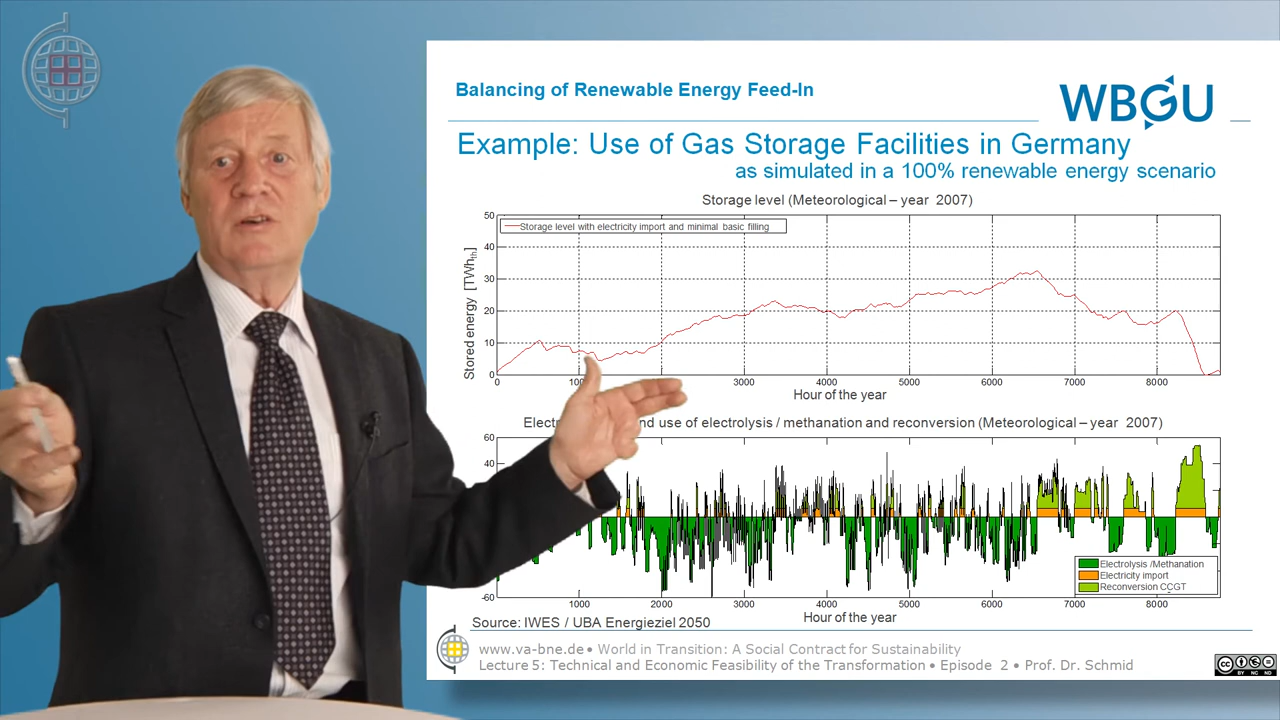 Balancing of Renewable Energy Feed-In
WBGU
Example: Use of Gas Storage Facilities in Germany
as simulated in a 100% renewable energy scenario
Storage level (Meteorological – year 2007)
Storage level with electricity import and minimal basic filling
Stored energy [TWhth]
50
40
30
20
10
0
0 2000 3000 4000 5000 6000 7000 8000
Hour of the year
use of electrolysis / methanation and reconversion (Meteorological – year 2007)
60
40
-60
Electrolysis /Methanation
Electricity import
Reconversion CCGT
1000 2000 3000 4000 5000 6000 7000 8000
Hour of the year
Source: IWES / UBA Energieziel 2050
www.va-bne.de • World in Transition: A Social Contract for Sustainability
Lecture 5: Technical and Economic Feasibility of the Transformation • Episode 2 • Prof. Dr. Schmid
CC BY NC ND